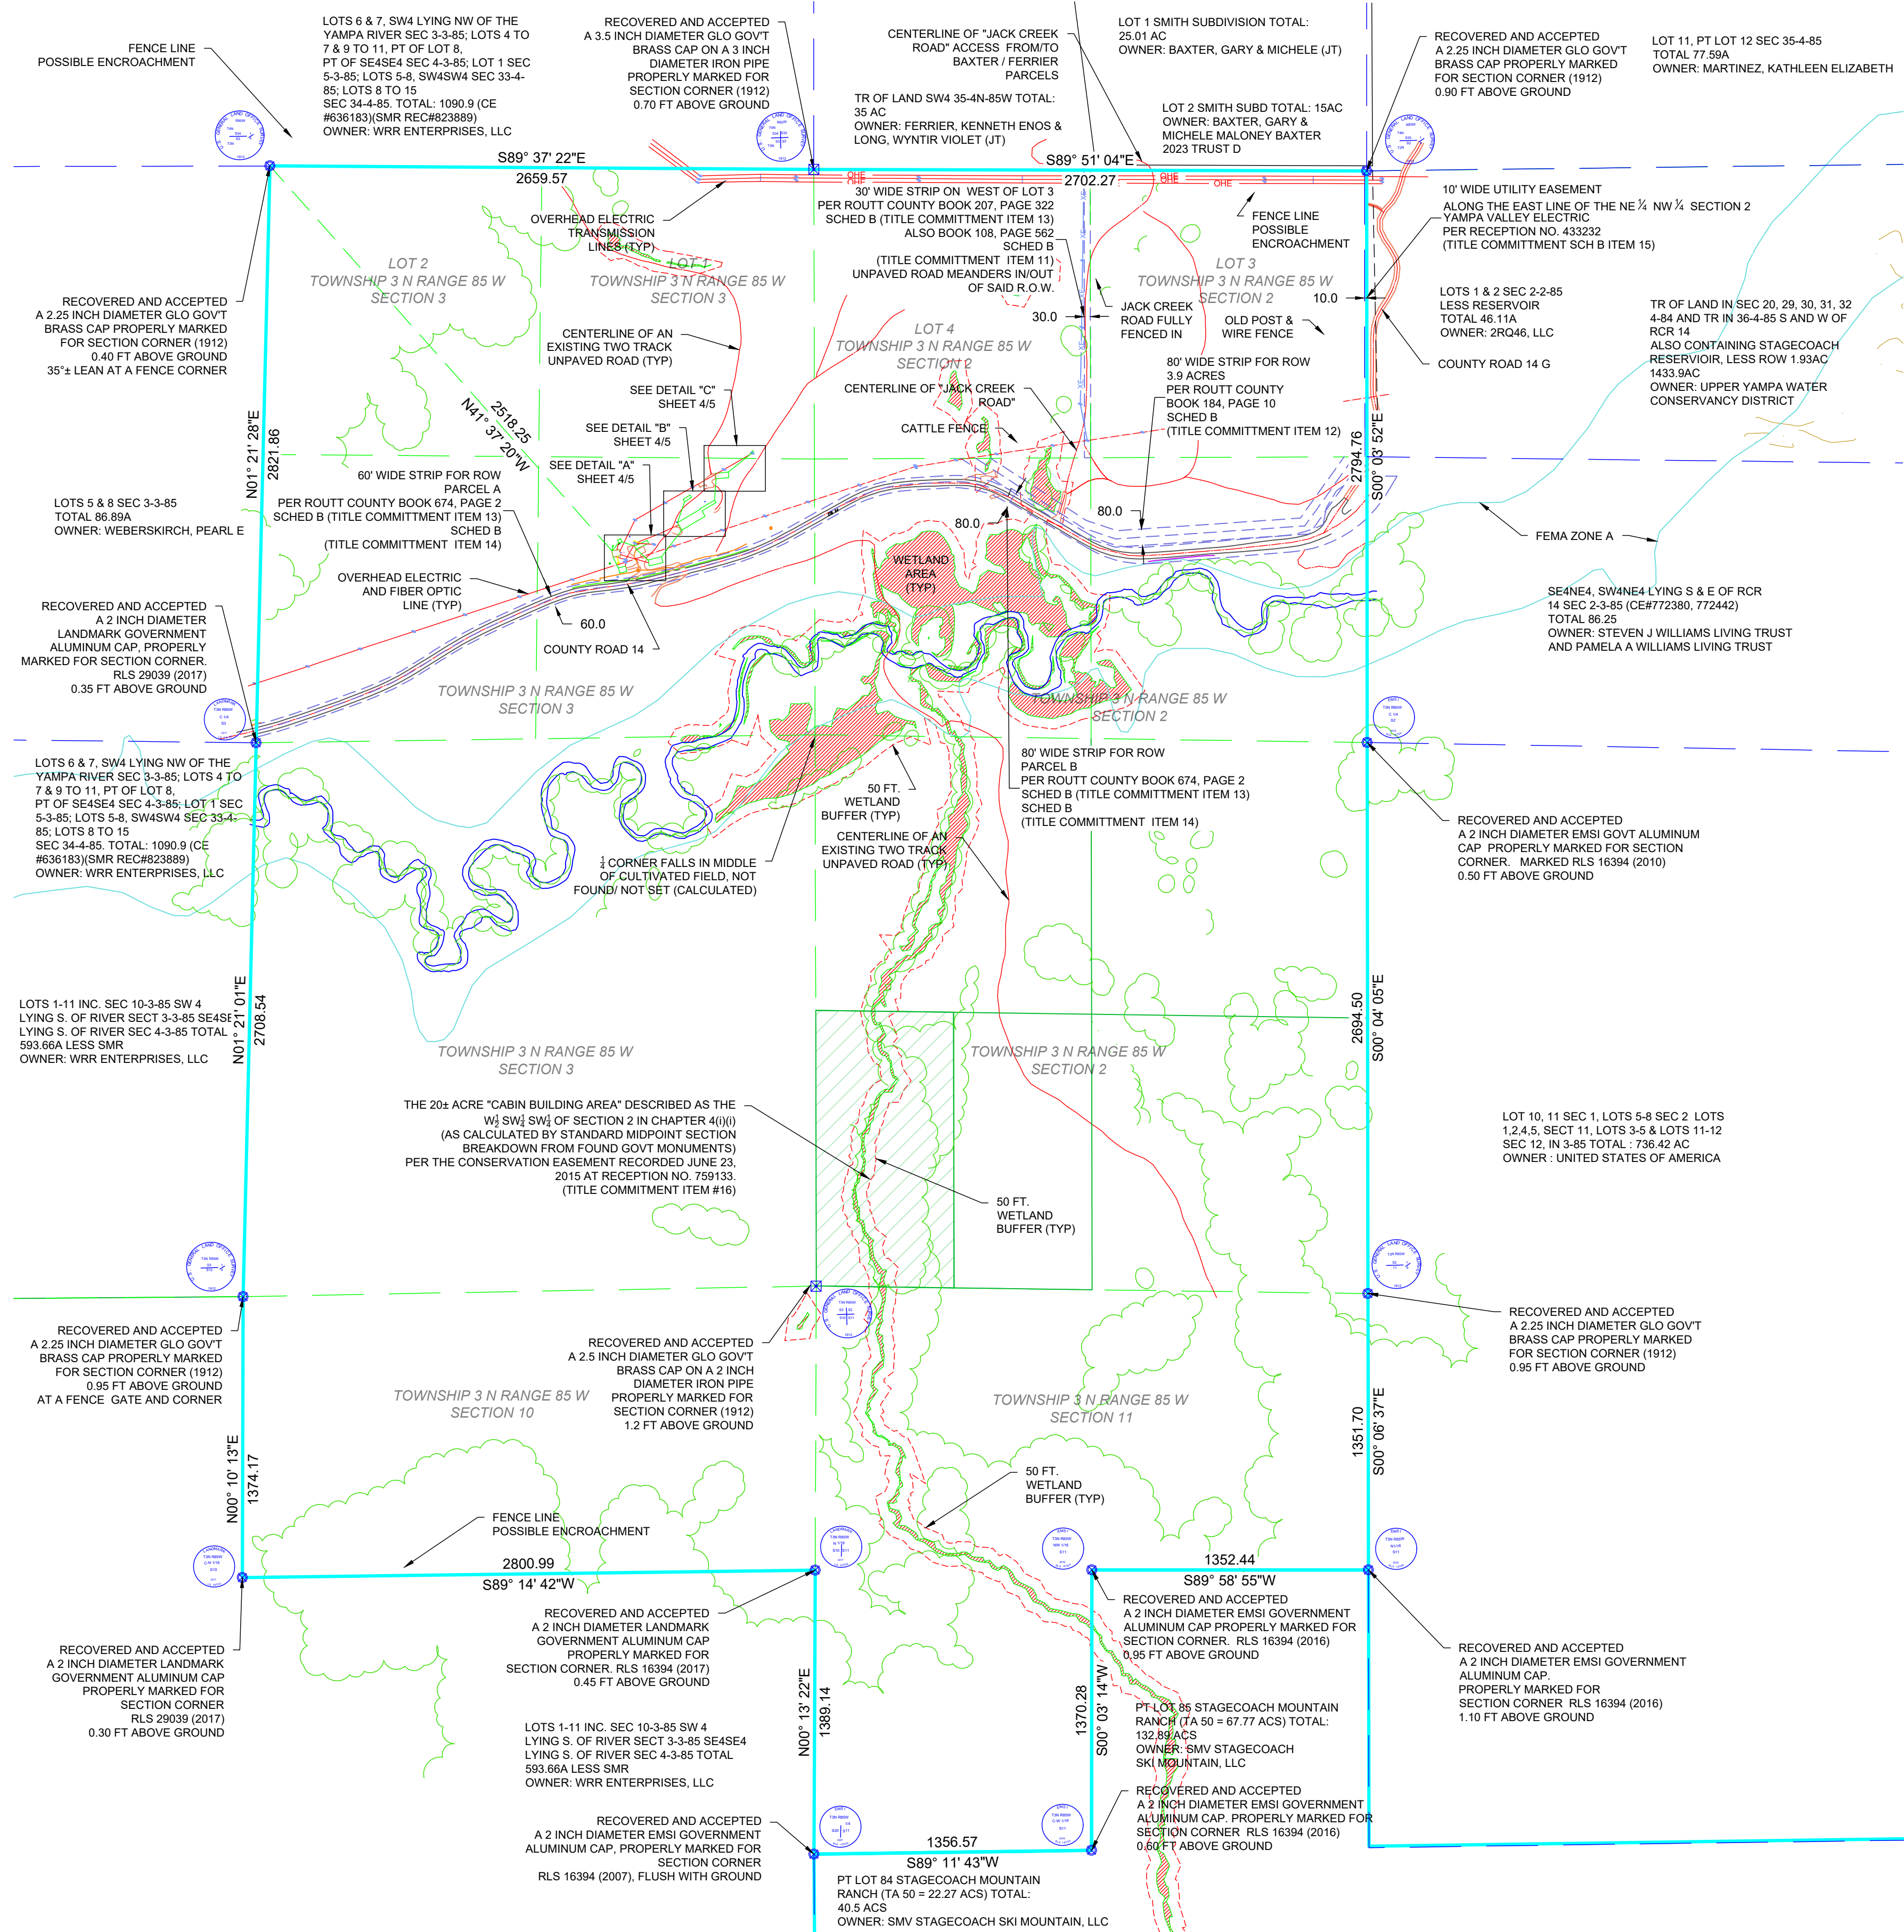 FENCE LINE
POSSIBLE ENCROACHMENT
LOTS 6 & 7, SW4 LYING NW OF THE
YAMPA RIVER SEC 3-3-85; LOTS 4 TO
7 & 9 TO 11, PT OF LOT 8,
PT OF SE4SE4 SEC 4-3-85; LOT 1 SEC
5-3-85; LOTS 5-8, SW4SW4 SEC 33-4-
85; LOTS 8 TO 15
SEC 34-4-85. TOTAL: 1090.9 (CE
#636183)(SMR REC#823889)
OWNER: WRR ENTERPRISES, LLC
RECOVERED AND ACCEPTED
A 3.5 INCH DIAMETER GLO GOV'T
BRASS CAP ON A 3 INCH
DIAMETER IRON PIPE
PROPERLY MARKED FOR
SECTION CORNER (1912)
0.70 FT ABOVE GROUND
CENTERLINE OF "JACK CREEK
ROAD" ACCESS FROM/TO
BAXTER / FERRIER
PARCELS
TR OF LAND SW4 35-4N-85W TOTAL:
35 AC
OWNER: FERRIER, KENNETH ENOS &
LONG, WYNTIR VIOLET (JT)
LOT 1 SMITH SUBDIVISION TOTAL:
25.01 AC
OWNER: BAXTER, GARY & MICHELE (JT)
LOT 2 SMITH SUBD TOTAL: 15AC
OWNER: BAXTER, GARY &
MICHELE MALONEY BAXTER
2023 TRUST D
RECOVERED AND ACCEPTED
A 2.25 INCH DIAMETER GLO GOV'T
BRASS CAP PROPERLY MARKED
FOR SECTION CORNER (1912)
0.90 FT ABOVE GROUND
LOT 11, PT LOT 12 SEC 35-4-85
TOTAL 77.59A
OWNER: MARTINEZ, KATHLEEN ELIZABETH
S89° 37' 22"E
2659.57
S89° 51' 04"E
2702.27
OHE
OHE
OHE
OHE
OHE
OVERHEAD ELECTRIC
TRANSMISSION
LINES (TYP)
30' WIDE STRIP ON WEST OF LOT 3
PER ROUTT COUNTY BOOK 207, PAGE 322
SCHED B (TITLE COMMITTMENT ITEM 13)
ALSO BOOK 108, PAGE 562
SCHED B
(TITLE COMMITTMENT ITEM 11)
UNPAVED ROAD MEANDERS IN/OUT
OF SAID R.O.W.
FENCE LINE
POSSIBLE
ENCROACHMENT
10' WIDE UTILITY EASEMENT
ALONG THE EAST LINE OF THE NE 1/4 NW 1/4 SECTION 2
YAMPA VALLEY ELECTRIC
PER RECEPTION NO. 433232
(TITLE COMMITTMENT SCH B ITEM 15)
LOT 2
TOWNSHIP 3 N RANGE 85 W
SECTION 3
LOT 1
TOWNSHIP 3 N RANGE 85 W
SECTION 3
LOT 3
TOWNSHIP 3 N RANGE 85 W
SECTION 2
LOT 4
TOWNSHIP 3 N RANGE 85 W
SECTION 2
10.0
30.0
JACK CREEK
ROAD FULLY
FENCED IN
OLD POST &
WIRE FENCE
LOTS 1 & 2 SEC 2-2-85
LESS RESERVOIR
TOTAL 46.11A
OWNER: 2RQ46, LLC
COUNTY ROAD 14 G
TR OF LAND IN SEC 20, 29, 30, 31, 32
4-84 AND TR IN 36-4-85 S AND W OF
RCR 14
ALSO CONTAINING STAGECOACH
RESERVIOIR, LESS ROW 1.93AC
1433.9AC
OWNER: UPPER YAMPA WATER
CONSERVANCY DISTRICT
RECOVERED AND ACCEPTED
A 2.25 INCH DIAMETER GLO GOV'T
BRASS CAP PROPERLY MARKED
FOR SECTION CORNER (1912)
0.40 FT ABOVE GROUND
35°± LEAN AT A FENCE CORNER
CENTERLINE OF AN
EXISTING TWO TRACK
UNPAVED ROAD (TYP)
SEE DETAIL "C"
SHEET 4/5
SEE DETAIL "B"
SHEET 4/5
SEE DETAIL "A"
SHEET 4/5
2518.25
N41° 37' 20"W
N01° 21' 28"E
2821.86
CENTERLINE OF "JACK CREEK
ROAD"
CATTLE FENCE
80' WIDE STRIP FOR ROW
3.9 ACRES
PER ROUTT COUNTY
BOOK 184, PAGE 10
SCHED B
(TITLE COMMITTMENT ITEM 12)
2794.76
S00° 03' 52"E
60' WIDE STRIP FOR ROW
PARCEL A
PER ROUTT COUNTY BOOK 674, PAGE 2
SCHED B (TITLE COMMITTMENT ITEM 13)
SCHED B
(TITLE COMMITTMENT ITEM 14)
LOTS 5 & 8 SEC 3-3-85
TOTAL 86.89A
OWNER: WEBERSKIRCH, PEARL E
80.0
80.0
FEMA ZONE A
OVERHEAD ELECTRIC
AND FIBER OPTIC
LINE (TYP)
60.0
COUNTY ROAD 14
WETLAND
AREA
(TYP)
SE4NE4, SW4NE4 LYING S & E OF RCR
14 SEC 2-3-85 (CE#772380, 772442)
TOTAL 86.25
OWNER: STEVEN J WILLIAMS LIVING TRUST
AND PAMELA A WILLIAMS LIVING TRUST
RECOVERED AND ACCEPTED
A 2 INCH DIAMETER
LANDMARK GOVERNMENT
ALUMINUM CAP, PROPERLY
MARKED FOR SECTION CORNER.
RLS 29039 (2017)
0.35 FT ABOVE GROUND
TOWNSHIP 3 N RANGE 85 W
SECTION 3
TOWNSHIP 3 N RANGE 85 W
SECTION 2
LOTS 6 & 7, SW4 LYING NW OF THE
YAMPA RIVER SEC 3-3-85; LOTS 4 TO
7 & 9 TO 11, PT OF LOT 8,
PT OF SE4SE4 SEC 4-3-85; LOT 1 SEC
5-3-85; LOTS 5-8, SW4SW4 SEC 33-4-
85; LOTS 8 TO 15
SEC 34-4-85. TOTAL: 1090.9 (CE
#636183)(SMR REC#823889)
OWNER: WRR ENTERPRISES, LLC
80' WIDE STRIP FOR ROW
PARCEL B
PER ROUTT COUNTY BOOK 674, PAGE 2
SCHED B (TITLE COMMITTMENT ITEM 13)
SCHED B
(TITLE COMMITTMENT ITEM 14)
50 FT.
WETLAND
BUFFER (TYP)
CENTERLINE OF AN
EXISTING TWO TRACK
UNPAVED ROAD (TYP)
1/4 CORNER FALLS IN MIDDLE
OF CULTIVATED FIELD, NOT
FOUND/ NOT SET (CALCULATED)
RECOVERED AND ACCEPTED
A 2 INCH DIAMETER EMSI GOVT ALUMINUM
CAP PROPERLY MARKED FOR SECTION
CORNER. MARKED RLS 16394 (2010)
0.50 FT ABOVE GROUND
LOTS 1-11 INC. SEC 10-3-85 SW 4
LYING S. OF RIVER SECT 3-3-85 SE4SE
LYING S. OF RIVER SEC 4-3-85 TOTAL
593.66A LESS SMR
OWNER: WRR ENTERPRISES, LLC
N01° 21' 01"E
2708.54
2694.50
S00° 04' 05"E
TOWNSHIP 3 N RANGE 85 W
SECTION 3
TOWNSHIP 3 N RANGE 85 W
SECTION 2
THE 20± ACRE "CABIN BUILDING AREA" DESCRIBED AS THE
W1/2 SW1/4 SW1/4 OF SECTION 2 IN CHAPTER 4(i)(i)
(AS CALCULATED BY STANDARD MIDPOINT SECTION
BREAKDOWN FROM FOUND GOVT MONUMENTS)
PER THE CONSERVATION EASEMENT RECORDED JUNE 23,
2015 AT RECEPTION NO. 759133.
(TITLE COMMITMENT ITEM #16)
50 FT.
WETLAND
BUFFER (TYP)
LOT 10, 11 SEC 1, LOTS 5-8 SEC 2 LOTS
1,2,4,5, SECT 11, LOTS 3-5 & LOTS 11-12
SEC 12, IN 3-85 TOTAL : 736.42 AC
OWNER : UNITED STATES OF AMERICA
RECOVERED AND ACCEPTED
A 2.25 INCH DIAMETER GLO GOV'T
BRASS CAP PROPERLY MARKED
FOR SECTION CORNER (1912)
0.95 FT ABOVE GROUND
AT A FENCE GATE AND CORNER
RECOVERED AND ACCEPTED
A 2.5 INCH DIAMETER GLO GOV'T
BRASS CAP ON A 2 INCH
DIAMETER IRON PIPE
PROPERLY MARKED FOR
SECTION CORNER (1912)
1.2 FT ABOVE GROUND
RECOVERED AND ACCEPTED
A 2.25 INCH DIAMETER GLO GOV'T
BRASS CAP PROPERLY MARKED
FOR SECTION CORNER (1912)
0.95 FT ABOVE GROUND
TOWNSHIP 3 N RANGE 85 W
SECTION 10
TOWNSHIP 3 N RANGE 85 W
SECTION 11
N00° 10' 13"E
1374.17
1351.70
S00° 06' 37"E
50 FT.
WETLAND
BUFFER (TYP)
FENCE LINE
POSSIBLE ENCROACHMENT
2800.99
S89° 14' 42"W
1352.44
S89° 58' 55"W
RECOVERED AND ACCEPTED
A 2 INCH DIAMETER LANDMARK
GOVERNMENT ALUMINUM CAP
PROPERLY MARKED FOR
SECTION CORNER. RLS 16394 (2017)
0.45 FT ABOVE GROUND
RECOVERED AND ACCEPTED
A 2 INCH DIAMETER EMSI GOVERNMENT
ALUMINUM CAP PROPERLY MARKED FOR
SECTION CORNER. RLS 16394 (2016)
0.95 FT ABOVE GROUND
RECOVERED AND ACCEPTED
A 2 INCH DIAMETER LANDMARK
GOVERNMENT ALUMINUM CAP
PROPERLY MARKED FOR
SECTION CORNER
RLS 29039 (2017)
0.30 FT ABOVE GROUND
RECOVERED AND ACCEPTED
A 2 INCH DIAMETER EMSI GOVERNMENT
ALUMINUM CAP.
PROPERLY MARKED FOR
SECTION CORNER RLS 16394 (2016)
1.10 FT ABOVE GROUND
N00° 13' 22"E
1389.14
1370.28
S00° 03' 14"W
LOTS 1-11 INC. SEC 10-3-85 SW 4
LYING S. OF RIVER SECT 3-3-85 SE4SE4
LYING S. OF RIVER SEC 4-3-85 TOTAL
593.66A LESS SMR
OWNER: WRR ENTERPRISES, LLC
PT LOT 85 STAGECOACH MOUNTAIN
RANCH (TA 50 = 67.77 ACS) TOTAL:
132.89 ACS
OWNER: SMV STAGECOACH
SKI MOUNTAIN, LLC
RECOVERED AND ACCEPTED
A 2 INCH DIAMETER EMSI GOVERNMENT
ALUMINUM CAP. PROPERLY MARKED FOR
SECTION CORNER RLS 16394 (2016)
0.60 FT ABOVE GROUND
RECOVERED AND ACCEPTED
A 2 INCH DIAMETER EMSI GOVERNMENT
ALUMINUM CAP, PROPERLY MARKED FOR
SECTION CORNER
RLS 16394 (2007), FLUSH WITH GROUND
1356.57
S89° 11' 43"W
PT LOT 84 STAGECOACH MOUNTAIN
RANCH (TA 50 = 22.27 ACS) TOTAL:
40.5 ACS
OWNER: SMV STAGECOACH SKI MOUNTAIN, LLC